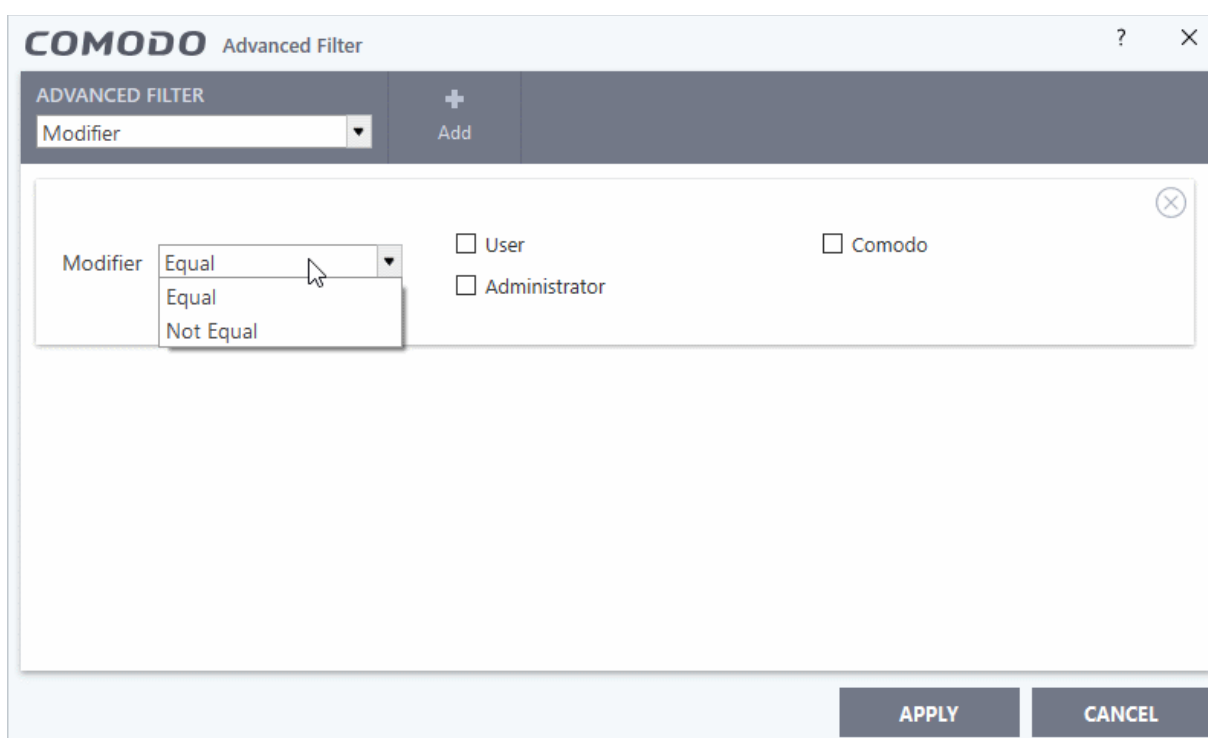 COMODO Advanced Filter ?
ADVANCED FILTER
Modifier
Add
Modifier
Equal
Equal
Not Equal
User
Administrator
Comodo
APPLY
CANCEL